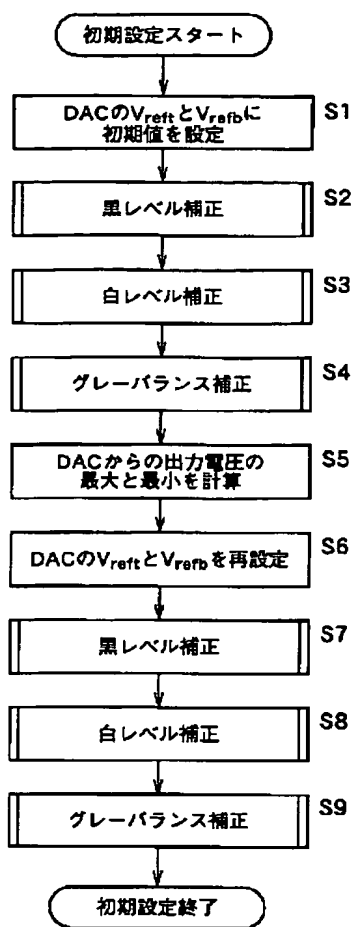 初期設定スタート
DACのVreftとVrefbに
初期値を設定
S1
黒レベル補正
S2
白レベル補正
S3
グレーバランス補正
S4
DACからの出力電圧の
最大と最小を計算
S5
DACのVreftとVrefbを再設定
S6
黒レベル補正
S7
白レベル補正
S8
グレーバランス補正
S9
初期設定終了